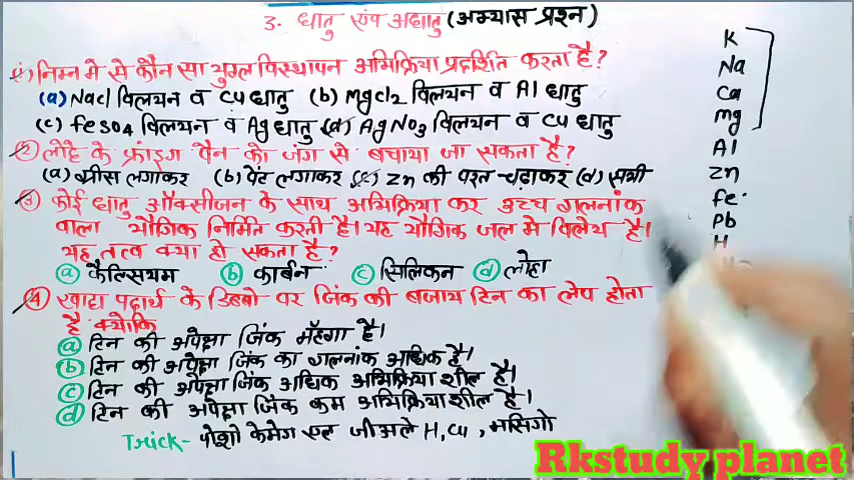 3. धातु एवं अधातु (अभ्यास प्रश्न)
1) निम्न मे से कौन सा युग्ल विस्थापन अभिक्रिया प्रदर्शित करता है?
(a) Nacl विलयन व Cu धातु (b) MgCl2 विलयन व Al धातु
(c) feso4 विलयन व Ag धातु (d) AgNO3 विलयन व Cu धातु
2) लोहे के फ्राइंग पैन को जंग से बचाया जा सकता है?
(a) ग्रीस लगाकर (b) पेंट लगाकर (c) Zn की परत चढ़ाकर (d) सभी
3) कोई धातु ऑक्सीजन के साथ अभिक्रिया कर उच्च गलनांक
वाला यौगिक निर्मित करती है। यह यौगिक जल मे विलेय है।
यह तत्व क्या हो सकता है?
(a) कैल्सियम (b) कार्बन (c) सिलिकन (d) लोहा
4) खाद्य पदार्थ के डिब्बो पर जिंक की बजाय टिन का लेप होता
है क्योकि
(a) टिन की अपेक्षा जिंक मँहगा है।
(b) टिन की अपेक्षा जिंक का गलनांक अधिक है।
(c) टिन की अपेक्षा जिंक अधिक अभिक्रिया शील है।
(d) टिन की अपेक्षा जिंक कम अभिक्रियाशील है।
Trick- पोशो केमेग एल जीअले H, Cu, मसिगो
K
Na
Ca
Mg
Al
Zn
fe
Pb
H
Rkstudy planet